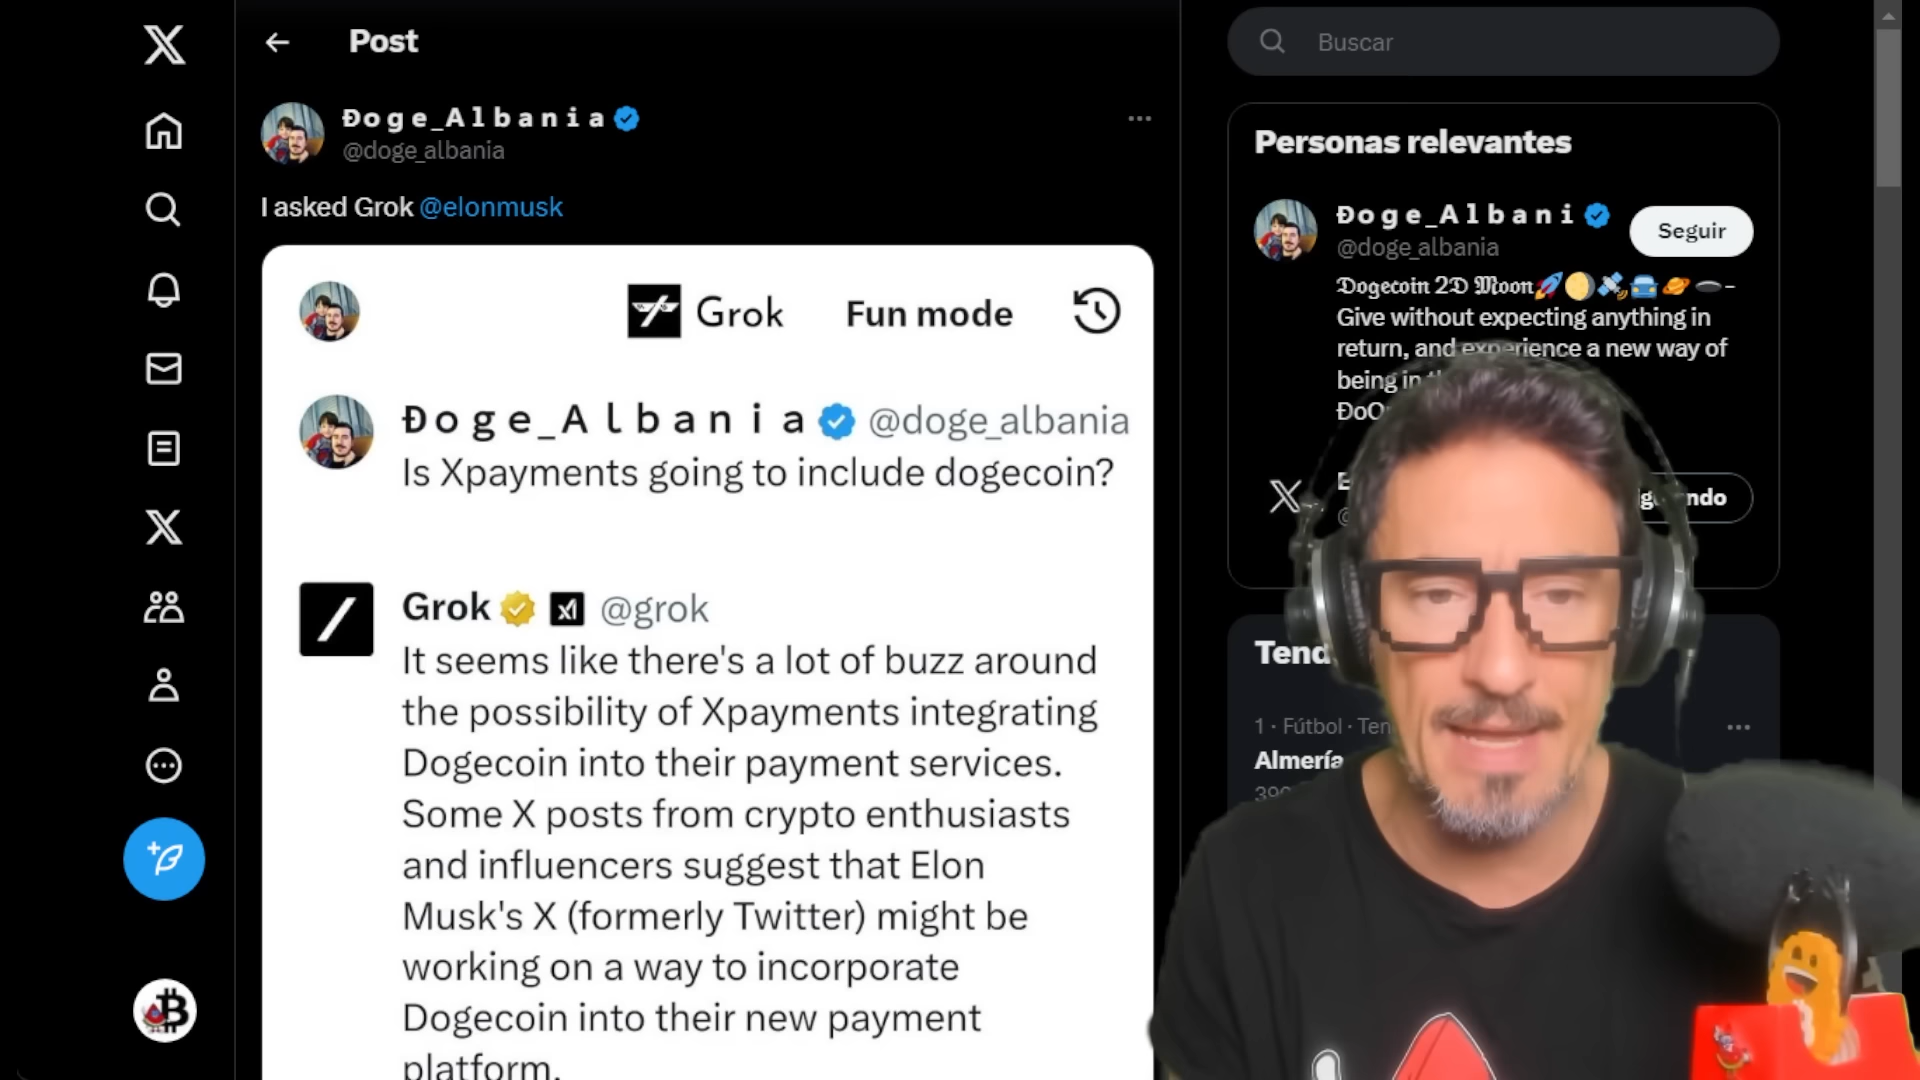 Post
Đoge_Albania
@doge_albania
I asked Grok @elonmusk
Grok
Fun mode
Đoge_Albania @doge_albania
Is Xpayments going to include dogecoin?
Grok @grok
It seems like there's a lot of buzz around
the possibility of Xpayments integrating
Dogecoin into their payment services.
Some X posts from crypto enthusiasts
and influencers suggest that Elon
Musk's X (formerly Twitter) might be
working on a way to incorporate
Dogecoin into their new payment
platform.
Buscar
Personas relevantes
Đoge_Albani
@doge_albania
Seguir
𝕯ogecoin 2𝕯 𝕸oon🚀🌔🛰️🚘🪐🕳️–
Give without expecting anything in
return, and experience a new way of
being in
1 · Fútbol ·
Almería